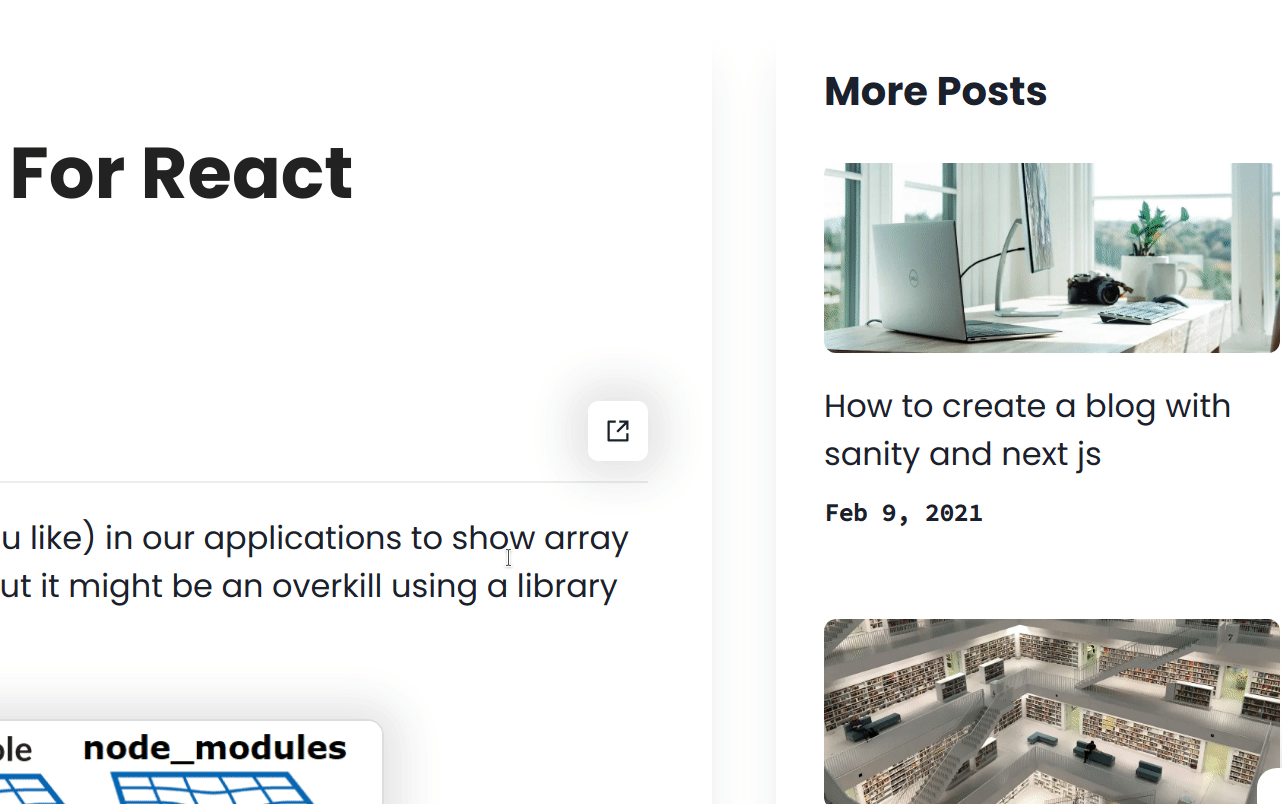 For React
u like) in our applications to show array
ut it might be an overkill using a library
ole
node_modules
More Posts
How to create a blog with
sanity and next js
Feb 9, 2021